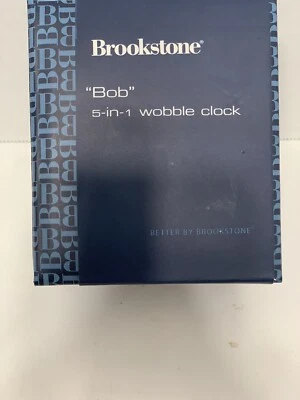 Brookstone®
"Bob"
5-in-1 wobble clock
BETTER BY BROOKSTONE®